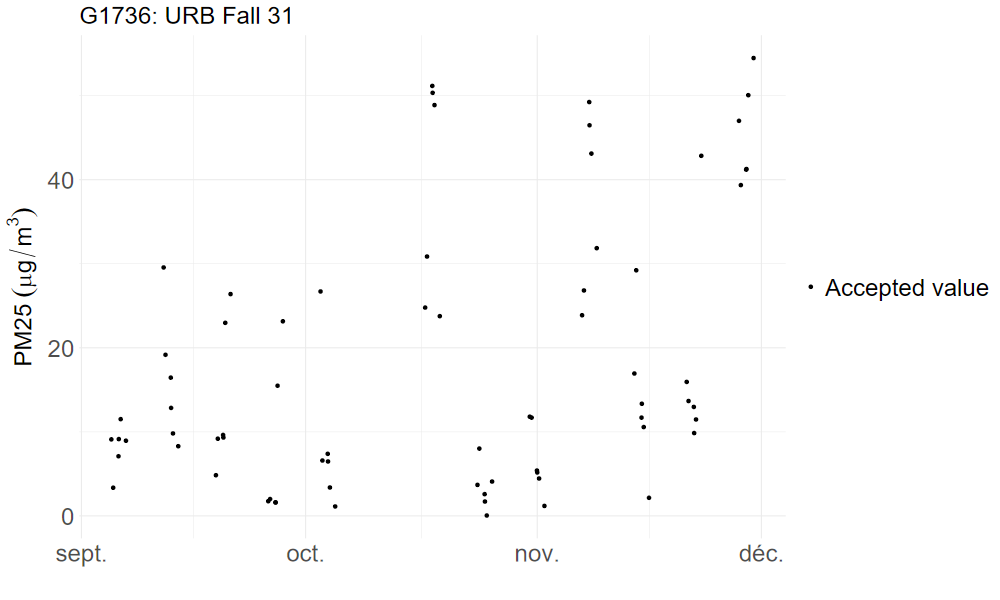 G1736: URB Fall 31
PM25 (μg/m³)
40
20
0
sept.
oct.
nov.
déc.
Accepted value